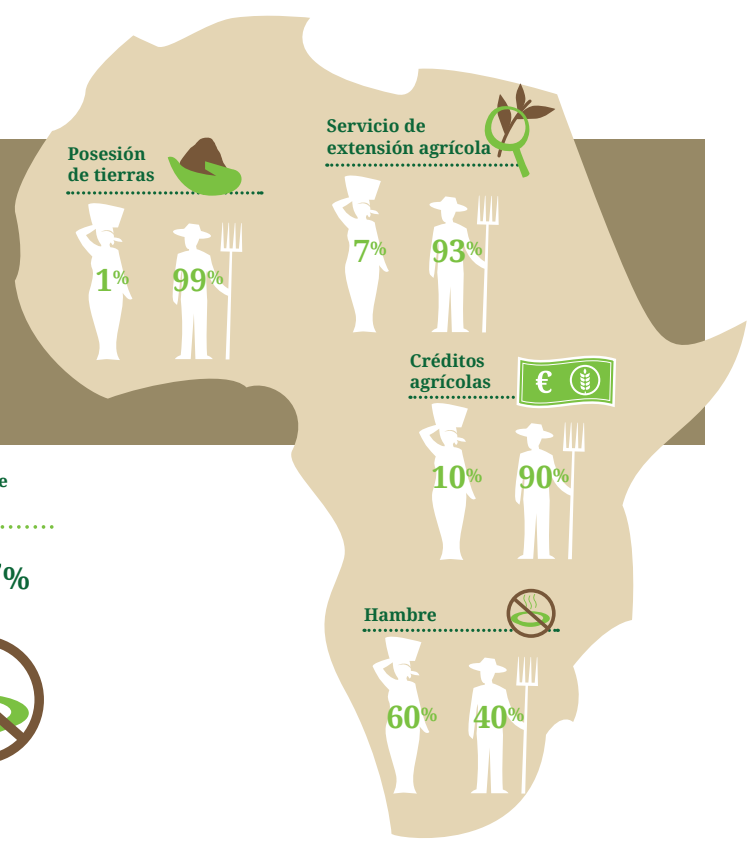 Posesión
de tierras
1%
99%
Servicio de
extensión agrícola
7%
93%
Créditos
agrícolas
€
10%
90%
Hambre
60%
40%
%